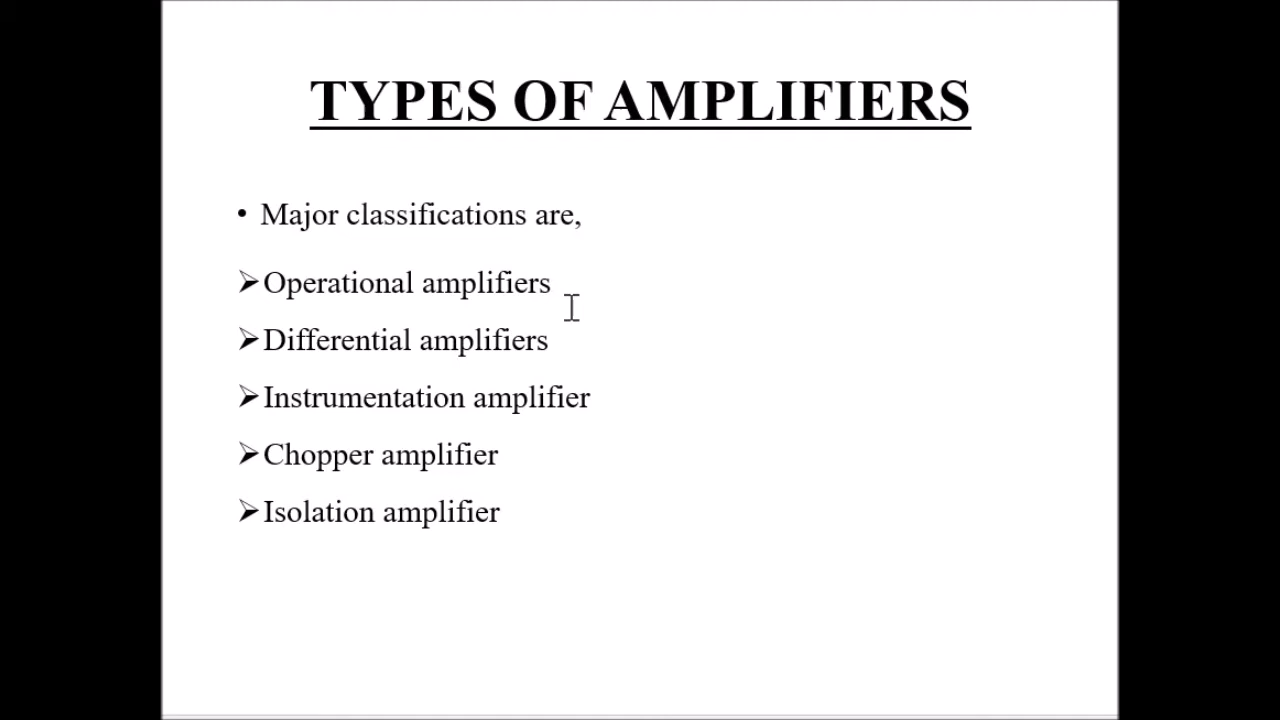 TYPES OF AMPLIFIERS
• Major classifications are,
➢Operational amplifiers
➢Differential amplifiers
➢Instrumentation amplifier
➢Chopper amplifier
➢Isolation amplifier